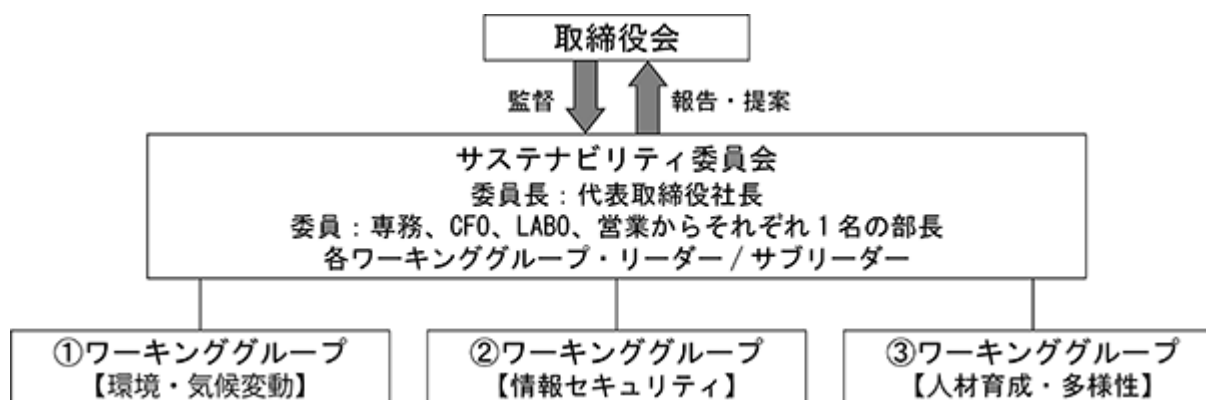 取締役会
監督
報告・提案
サステナビリティ委員会
委員長：代表取締役社長
委員：専務、CFO、LABO、営業からそれぞれ1名の部長
各ワーキンググループ・リーダー/サブリーダー
①ワーキンググループ
【環境・気候変動】
②ワーキンググループ
【情報セキュリティ】
③ワーキンググループ
【人材育成・多様性】